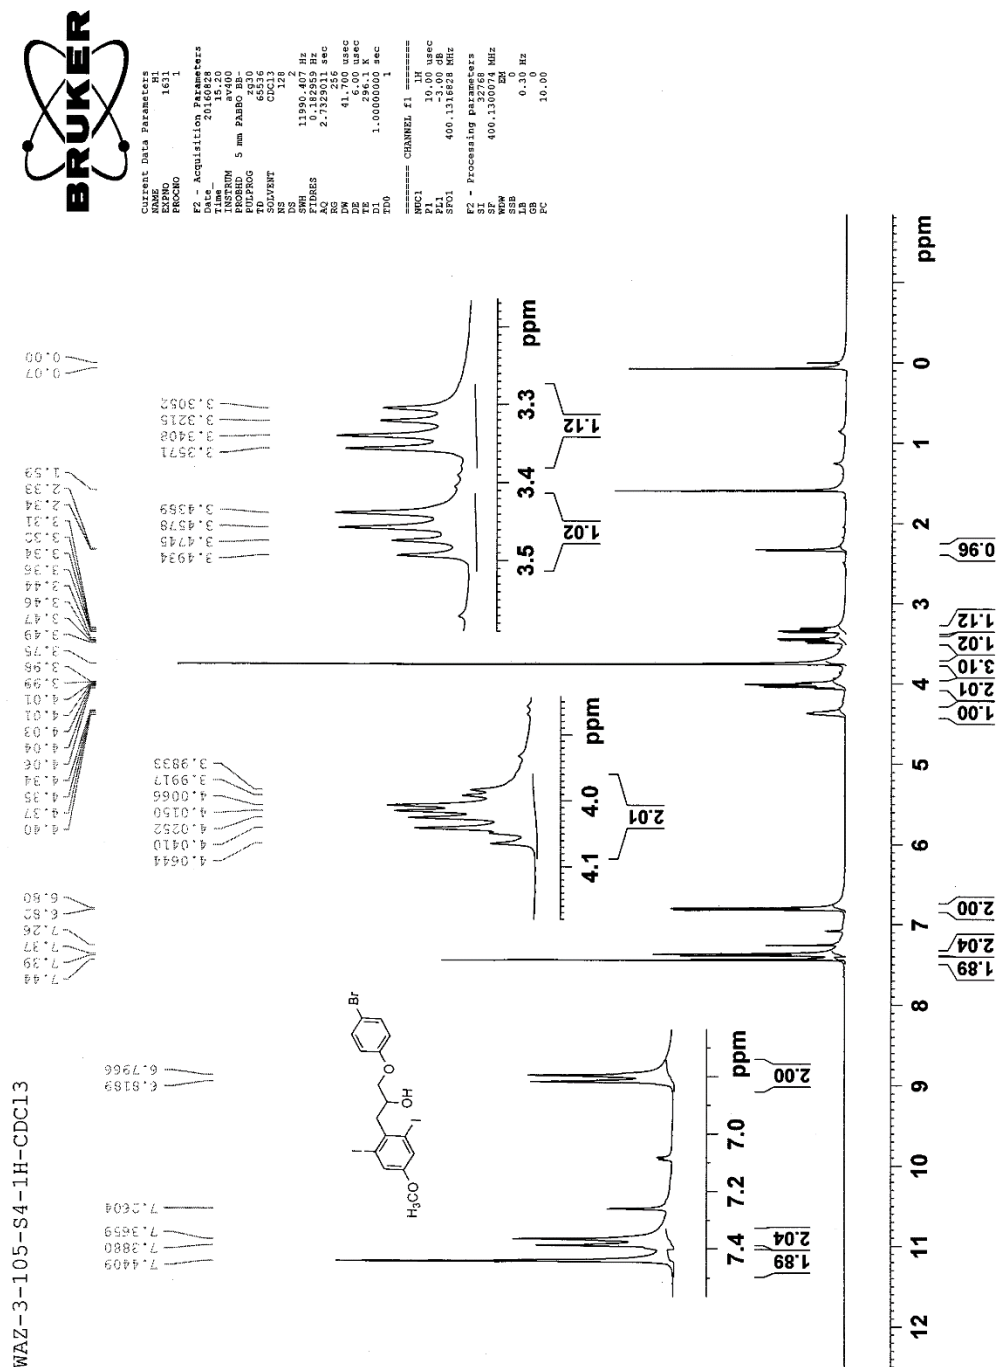 WAZ-3-105-S4-1H-CDCl3
BRUKER
Current Data Parameters
NAME H1
EXPNO 1631
PROCNO 1
F2 - Acquisition Parameters
Date_ 20160828
Time 15.20
INSTRUM av400
PROBHD 5 mm PABBO BB-
PULPROG zg30
TD 65536
SOLVENT CDCl3
NS 128
DS 2
SWH 11990.407 Hz
FIDRES 0.182959 Hz
AQ 2.7329011 sec
RG 256
DW 41.700 usec
DE 6.00 usec
TE 296.1 K
D1 1.00000000 sec
TD0 1
======== CHANNEL f1 ========
NUC1 1H
P1 10.00 usec
PL1 -3.00 dB
SFO1 400.1316828 MHz
F2 - Processing parameters
SI 32768
SF 400.1300074 MHz
WDW EM
SSB 0
LB 0.30 Hz
GB 0
PC 10.00
7.44
7.39
7.37
7.26
6.82
6.80
4.40
4.37
4.35
4.34
4.06
4.04
4.03
4.01
4.01
3.99
3.98
3.75
3.49
3.47
3.46
3.44
3.36
3.34
3.32
3.31
2.34
2.33
1.59
0.07
0.00
7.4409
7.3880
7.3659
7.2604
6.8189
6.7966
4.0644
4.0410
4.0252
4.0150
4.0066
3.9917
3.9833
3.4934
3.4745
3.4578
3.4389
3.3571
3.3408
3.3215
3.3052
H3CO
I
I
OH
O
Br
7.4 7.2 7.0 ppm
1.89
2.04
2.00
4.1 4.0 ppm
2.01
3.5 3.4 3.3 ppm
1.02
1.12
12 11 10 9 8 7 6 5 4 3 2 1 0 ppm
1.89
2.04
2.00
1.00
2.01
3.10
1.02
1.12
0.96